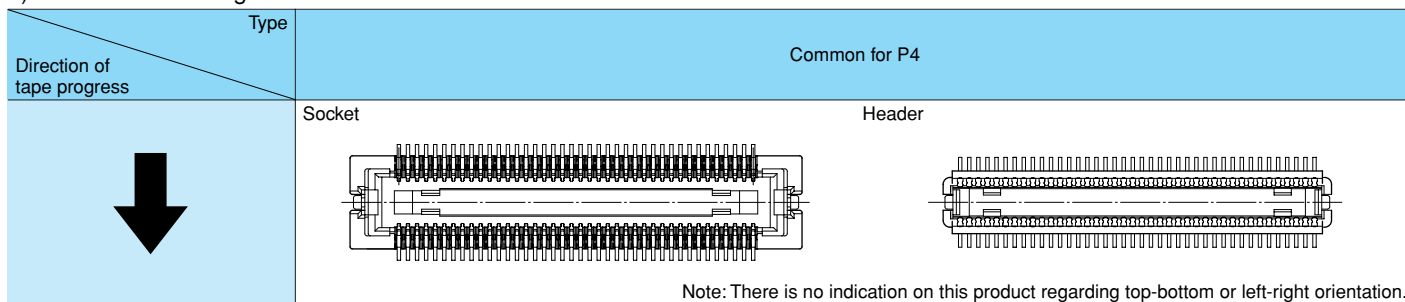 Type
Direction of
tape progress
Common for P4
Socket
Header
Note: There is no indication on this product regarding top-bottom or left-right orientation.